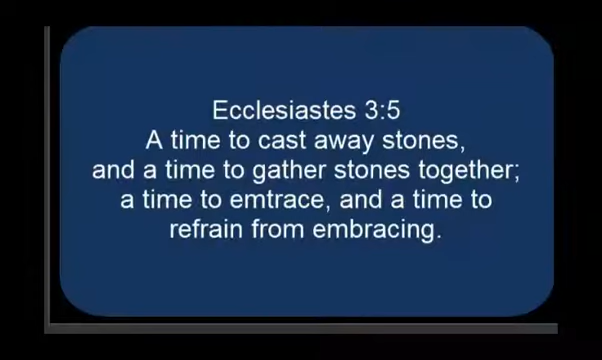 Ecclesiastes 3:5
A time to cast away stones,
and a time to gather stones together;
a time to emtrace, and a time to
refrain from embracing.